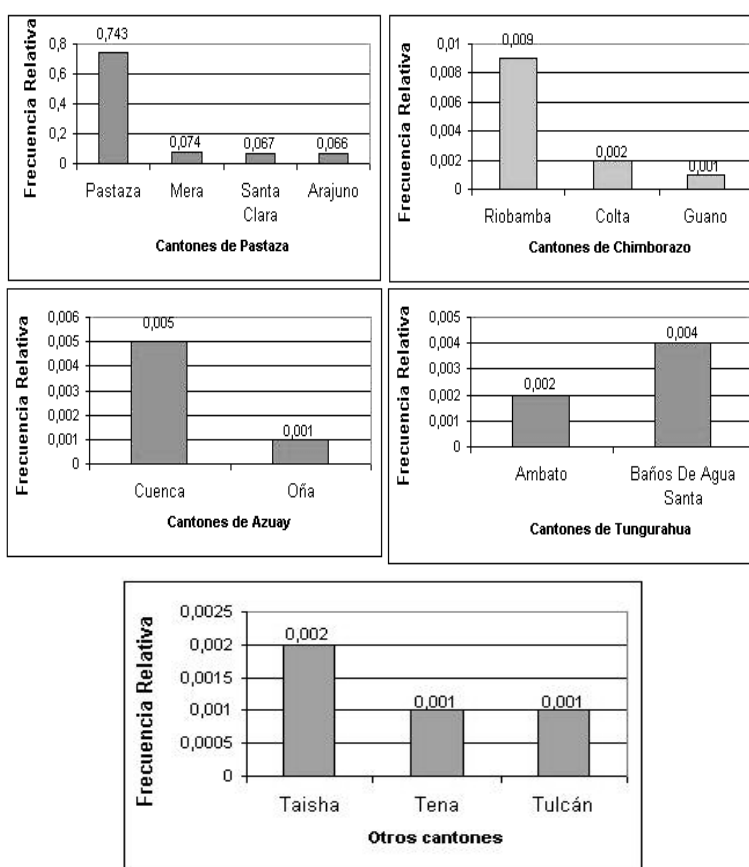 Frecuencia Relativa
0,8
0,6
0,4
0,2
0
0,743
0,074
0,067
0,066
Pastaza
Mera
Santa
Clara
Arajuno
Cantones de Pastaza
Frecuencia Relativa
0,01
0,008
0,006
0,004
0,002
0
0,009
0,002
0,001
Riobamba
Colta
Guano
Cantones de Chimborazo
Frecuencia Relativa
0,006
0,005
0,004
0,003
0,002
0,001
0
0,005
0,001
Cuenca
Oña
Cantones de Azuay
Frecuencia Relativa
0,005
0,004
0,003
0,002
0,001
0
0,002
0,004
Ambato
Baños De Agua
Santa
Cantones de Tungurahua
Frecuencia Relativa
0,0025
0,002
0,0015
0,001
0,0005
0
0,002
0,001
0,001
Taisha
Tena
Tulcán
Otros cantones